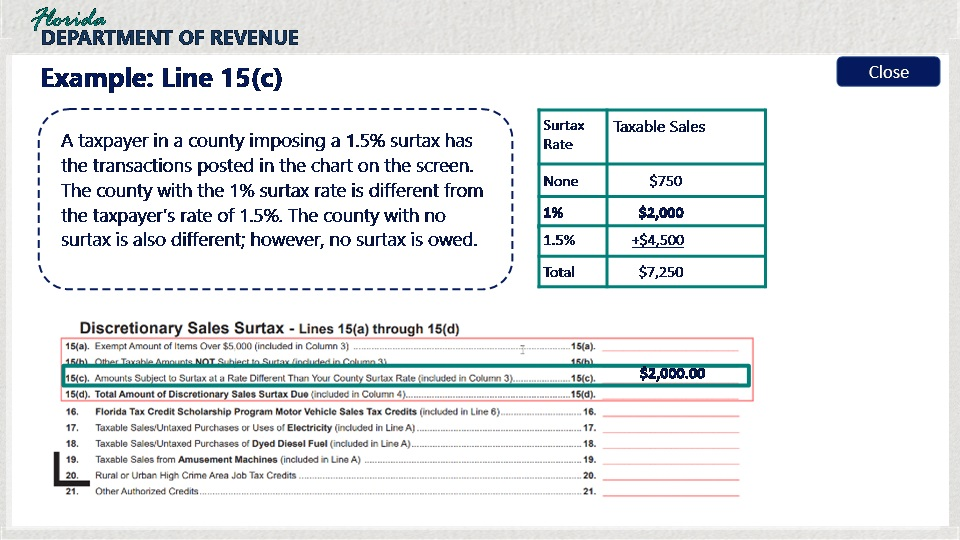 Florida
DEPARTMENT OF REVENUE
Example: Line 15(c)
Close
A taxpayer in a county imposing a 1.5% surtax has
the transactions posted in the chart on the screen.
The county with the 1% surtax rate is different from
the taxpayer's rate of 1.5%. The county with no
surtax is also different; however, no surtax is owed.
Surtax Rate Taxable Sales
None $750
1% $2,000
1.5% +$4,500
Total $7,250
Discretionary Sales Surtax - Lines 15(a) through 15(d)
15(a). Exempt Amount of Items Over $5,000 (included in Column 3) 15(a).
15(b). Other Taxable Amounts NOT Subject to Surtax (included in Column 3) 15(b).
15(c). Amounts Subject to Surtax at a Rate Different Than Your County Surtax Rate (included in Column 3) 15(c). $2,000.00
15(d). Total Amount of Discretionary Sales Surtax Due (included in Column 4) 15(d).
16. Florida Tax Credit Scholarship Program Motor Vehicle Sales Tax Credits (included in Line 6) 16.
17. Taxable Sales/Untaxed Purchases or Uses of Electricity (included in Line A) 17.
18. Taxable Sales/Untaxed Purchases of Dyed Diesel Fuel (included in Line A) 18.
19. Taxable Sales from Amusement Machines (included in Line A) 19.
20. Rural or Urban High Crime Area Job Tax Credits 20.
21. Other Authorized Credits 21.